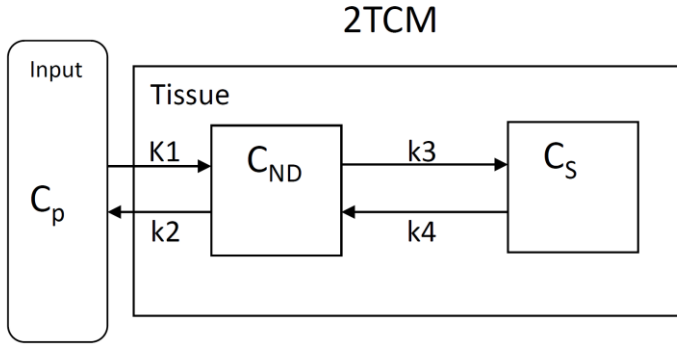 2TCM
Input
Tissue
K1
C_ND
k3
C_S
C_p
k2
k4